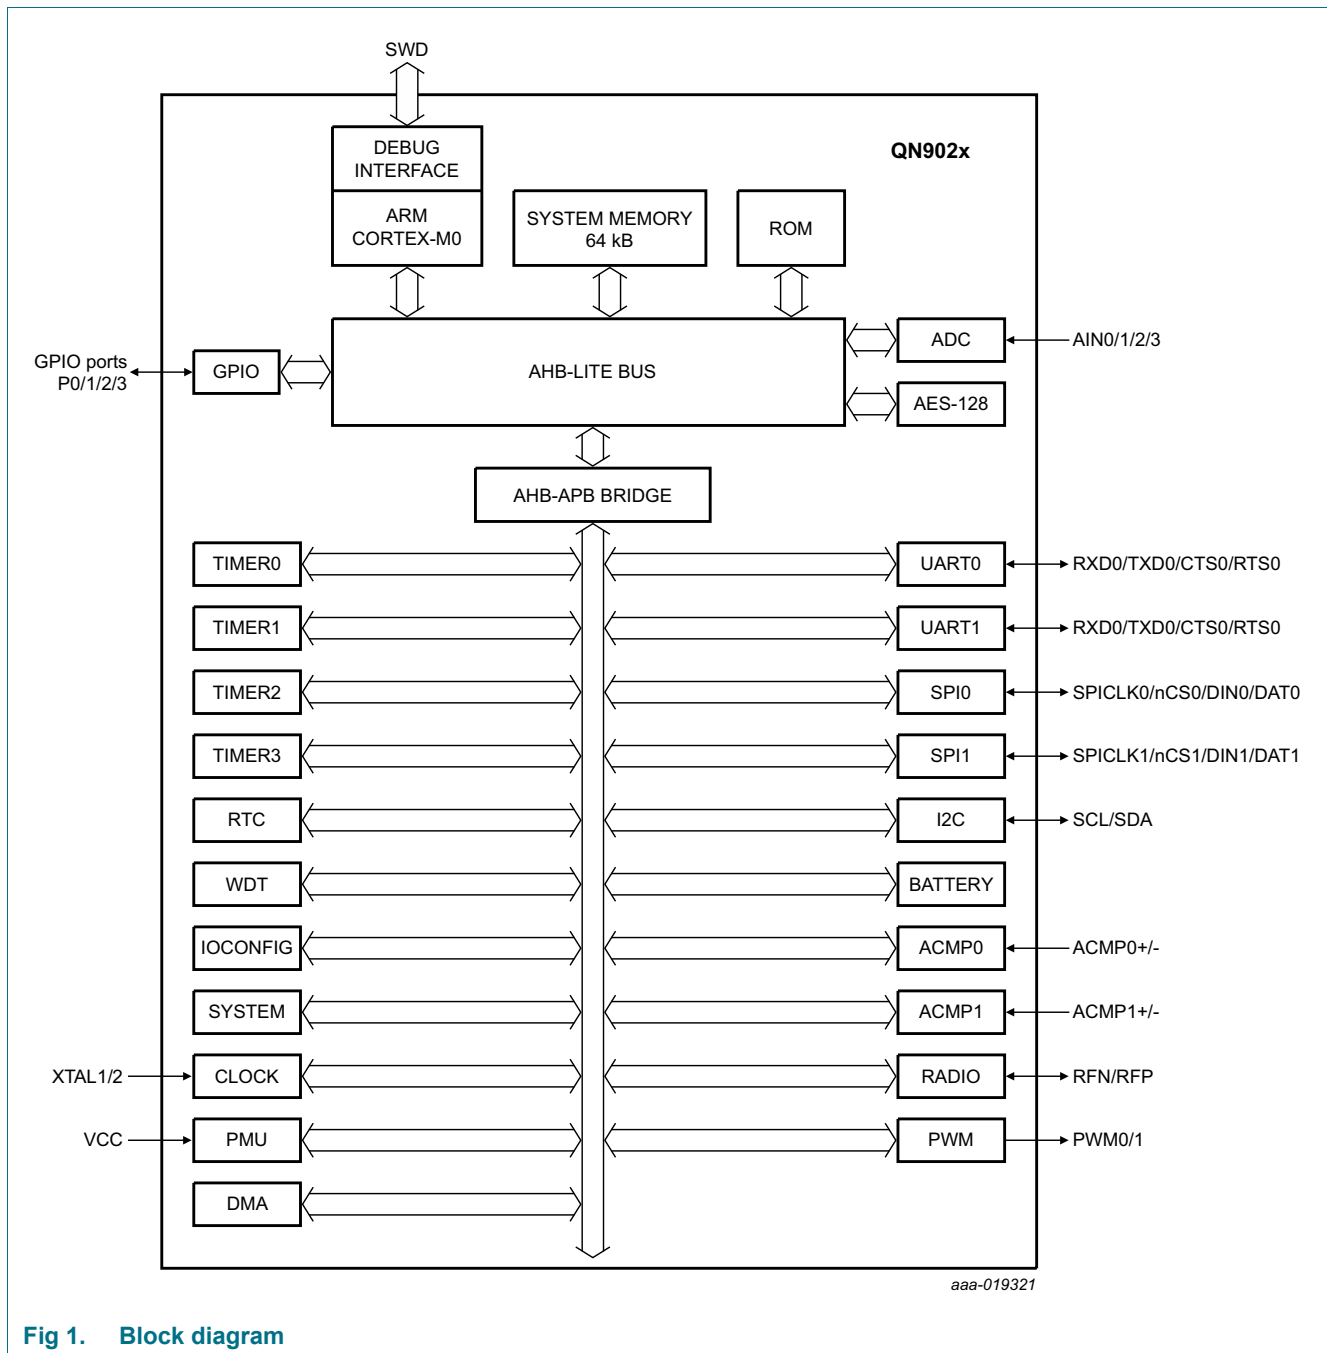 SWD
DEBUG
INTERFACE
QN902x
ARM
CORTEX-M0
SYSTEM MEMORY
64 kB
ROM
GPIO ports
P0/1/2/3
GPIO
AHB-LITE BUS
ADC
AIN0/1/2/3
AES-128
AHB-APB BRIDGE
TIMER0
UART0
RXD0/TXD0/CTS0/RTS0
TIMER1
UART1
RXD0/TXD0/CTS0/RTS0
TIMER2
SPI0
SPICLK0/nCS0/DIN0/DAT0
TIMER3
SPI1
SPICLK1/nCS1/DIN1/DAT1
RTC
I2C
SCL/SDA
WDT
BATTERY
IOCONFIG
ACMP0
ACMP0+/-
SYSTEM
ACMP1
ACMP1+/-
XTAL1/2
CLOCK
RADIO
RFN/RFP
VCC
PMU
PWM
PWM0/1
DMA
aaa-019321
Fig 1. Block diagram